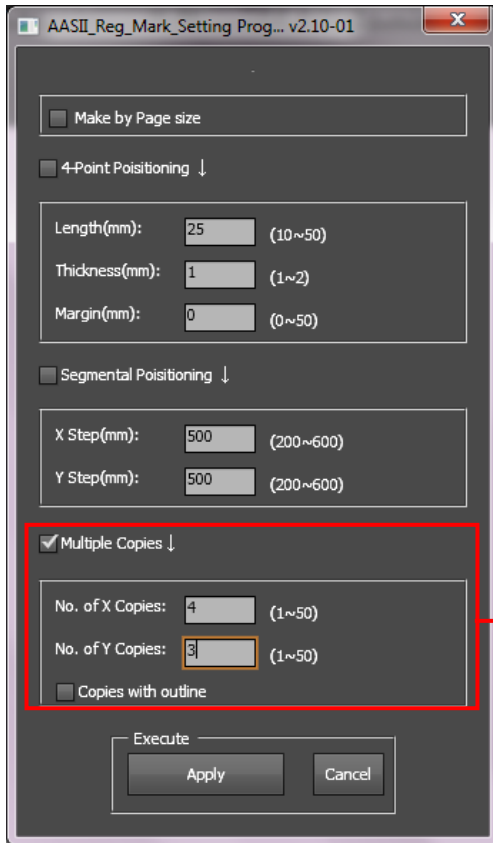 AASII_Reg_Mark_Setting Prog... v2.10-01
Make by Page size
4-Point Poisitioning ↓
Length(mm): 25 (10~50)
Thickness(mm): 1 (1~2)
Margin(mm): 0 (0~50)
Segmental Poisitioning ↓
X Step(mm): 500 (200~600)
Y Step(mm): 500 (200~600)
Multiple Copies ↓
No. of X Copies: 4 (1~50)
No. of Y Copies: 3 (1~50)
Copies with outline
Execute
Apply Cancel